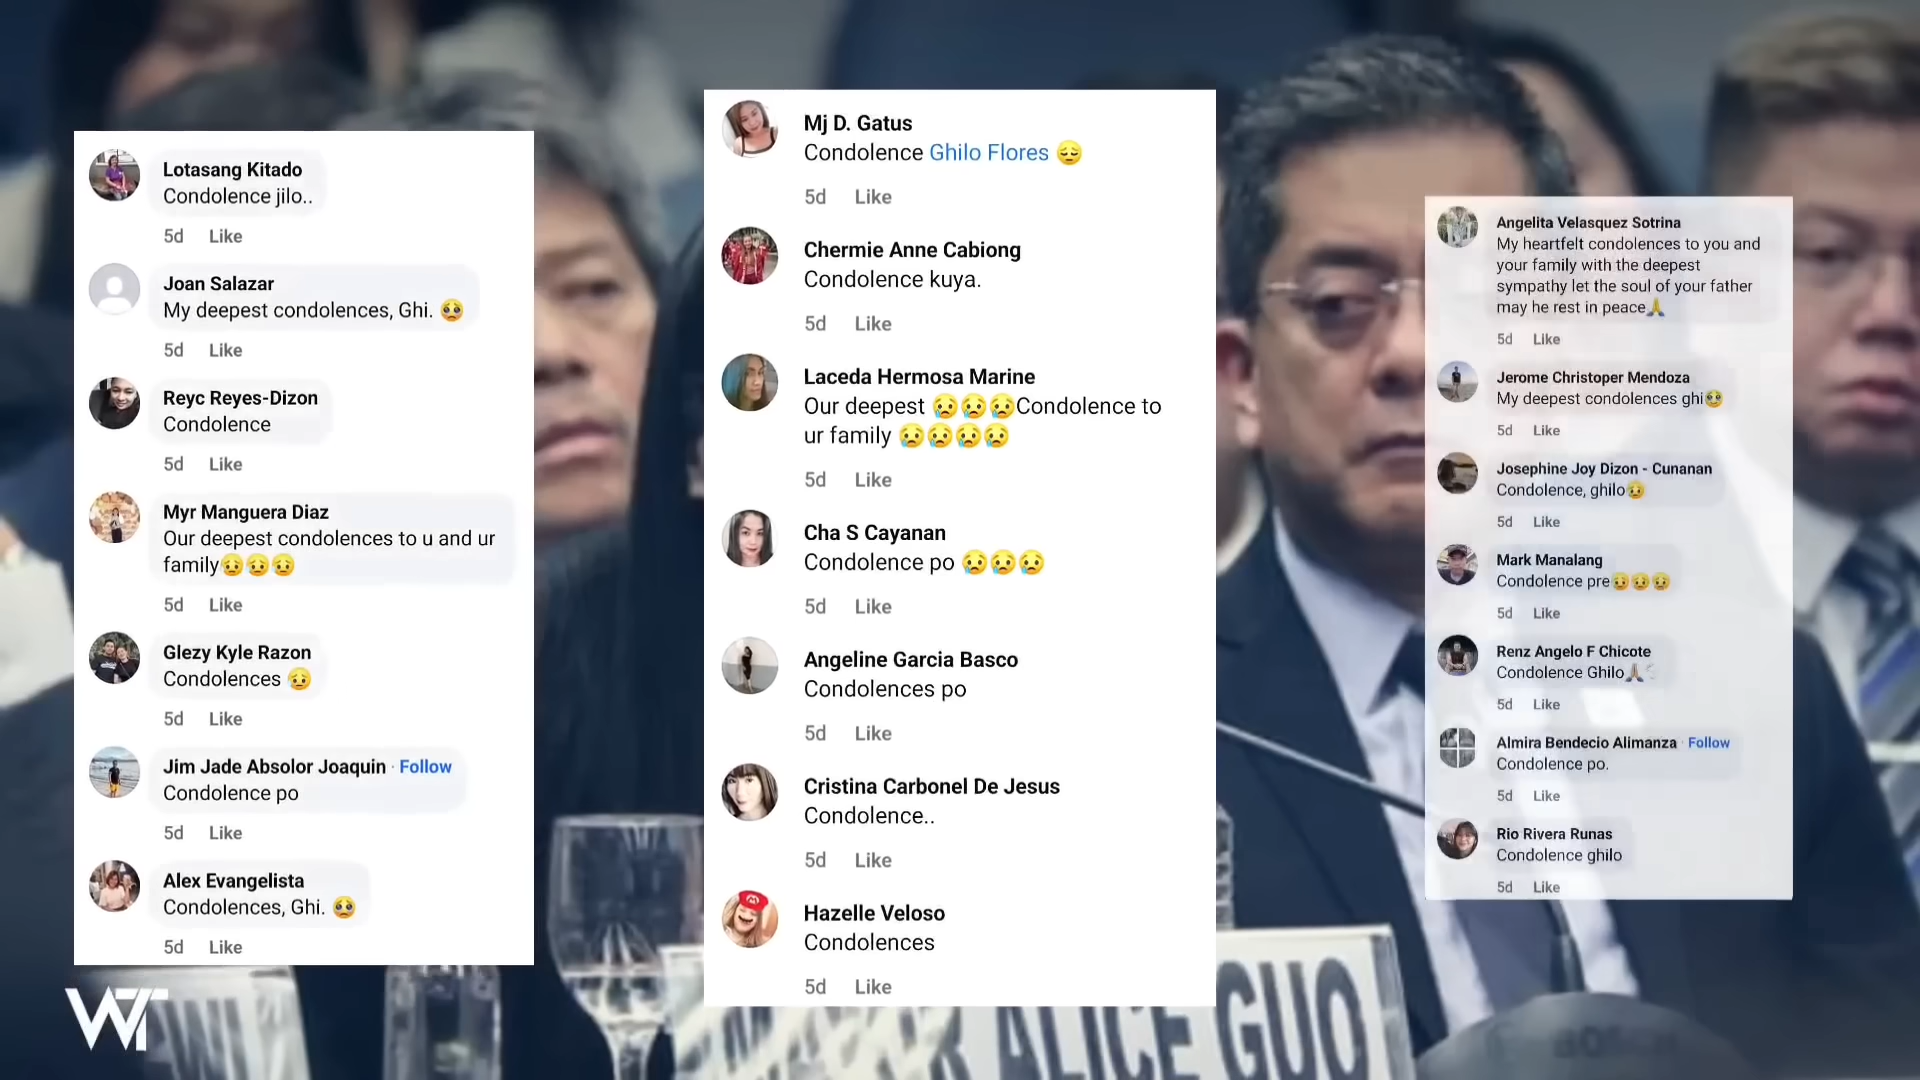 Lotasang Kitado
Condolence jilo..
5d Like
Joan Salazar
My deepest condolences, Ghi. 🥹
5d Like
Reyc Reyes-Dizon
Condolence
5d Like
Myr Manguera Diaz
Our deepest condolences to u and ur
family😥😥😥
5d Like
Glezy Kyle Razon
Condolences 😥
5d Like
Jim Jade Absolor Joaquin · Follow
Condolence po
5d Like
Alex Evangelista
Condolences, Ghi. 🥹
5d Like
Mj D. Gatus
Condolence Ghilo Flores 😔
5d Like
Chermie Anne Cabiong
Condolence kuya.
5d Like
Laceda Hermosa Marine
Our deepest 😢😢😢Condolence to
ur family 😢😢😢😢
5d Like
Cha S Cayanan
Condolence po 😢😢😢
5d Like
Angeline Garcia Basco
Condolences po
5d Like
Cristina Carbonel De Jesus
Condolence..
5d Like
Hazelle Veloso
Condolences
5d Like
Angelita Velasquez Sotrina
My heartfelt condolences to you and
your family with the deepest
sympathy let the soul of your father
may he rest in peace🙏
5d Like
Jerome Christoper Mendoza
My deepest condolences ghi🥹
5d Like
Josephine Joy Dizon - Cunanan
Condolence, ghilo😥
5d Like
Mark Manalang
Condolence pre😥😥😥
5d Like
Renz Angelo F Chicote
Condolence Ghilo🙏🕊
5d Like
Almira Bendecio Alimanza · Follow
Condolence po.
5d Like
Rio Rivera Runas
Condolence ghilo
5d Like
WT
ALICE GUO